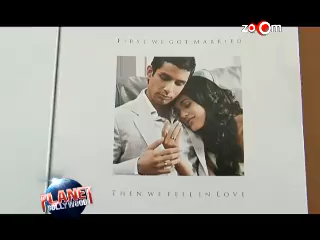 zoom
FIRST WE GOT MARRIED
THEN WE FELL IN LOVE
PLANET
BOLLYWOOD